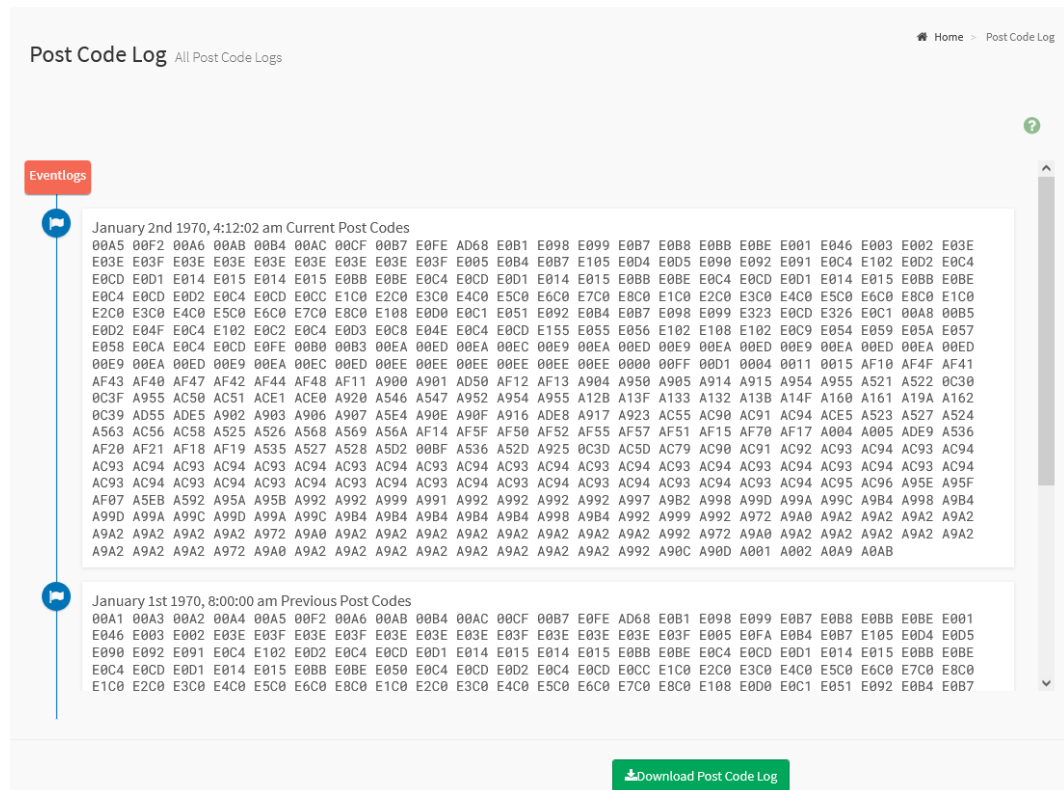 Home > Post Code Log
Post Code Log All Post Code Logs
Eventlogs
January 2nd 1970, 4:12:02 am Current Post Codes
00A5 00F2 00A6 00AB 00B4 00AC 00CF 00B7 E0FE AD68 E0B1 E098 E099 E0B7 E0B8 E0BB E0BE E001 E046 E003 E002 E03E
E03E E03F E03E E03E E03E E03E E03E E03F E005 E0B4 E0B7 E105 E0D4 E0D5 E090 E092 E091 E0C4 E102 E0D2 E0C4
E0CD E0D1 E014 E015 E014 E015 E0BB E0BE E0C4 E0CD E0D1 E014 E015 E0BB E0BE E0C4 E0CD E0D1 E014 E015 E0BB E0BE
E0C4 E0CD E0D2 E0C4 E0CD E0CC E1C0 E2C0 E3C0 E4C0 E5C0 E6C0 E7C0 E8C0 E1C0 E2C0 E3C0 E4C0 E5C0 E6C0 E8C0 E1C0
E2C0 E3C0 E4C0 E5C0 E6C0 E7C0 E8C0 E108 E0D0 E0C1 E051 E092 E0B4 E0B7 E098 E099 E323 E0CD E326 E0C1 00A8 00B5
E0D2 E04F E0C4 E102 E0C2 E0C4 E0D3 E0C8 E04E E0C4 E0CD E155 E055 E056 E102 E108 E102 E0C9 E054 E059 E05A E057
E058 E0CA E0C4 E0CD E0FE 00B0 00B3 00EA 00ED 00EA 00EC 00E9 00EA 00ED 00E9 00EA 00ED 00E9 00EA 00ED 00EA 00ED
00E9 00EA 00ED 00E9 00EA 00EC 00ED 00EE 00EE 00EE 00EE 00EE 00EE 0000 00FF 00D1 0004 0011 0015 AF10 AF4F AF41
AF43 AF40 AF47 AF42 AF44 AF48 AF11 A900 A901 AD50 AF12 AF13 A904 A950 A905 A914 A915 A954 A955 A521 A522 0C30
0C3F A955 AC50 AC51 ACE1 ACE0 A920 A546 A547 A952 A954 A955 A12B A13F A133 A132 A13B A14F A160 A161 A19A A162
0C39 AD55 ADE5 A902 A903 A906 A907 A5E4 A90E A90F A916 ADE8 A917 A923 AC55 AC90 AC91 AC94 ACE5 A523 A527 A524
A563 AC56 AC58 A525 A526 A568 A569 A56A AF14 AF5F AF50 AF52 AF55 AF57 AF51 AF15 AF70 AF17 A004 A005 ADE9 A536
AF20 AF21 AF18 AF19 A535 A527 A528 A5D2 00BF A536 A52D A925 0C3D AC5D AC79 AC90 AC91 AC92 AC93 AC94 AC93 AC94
AC93 AC94 AC93 AC94 AC93 AC94 AC93 AC94 AC93 AC94 AC93 AC94 AC93 AC94 AC93 AC94 AC93 AC94 AC93 AC94 AC93 AC94
AC93 AC94 AC93 AC94 AC93 AC94 AC93 AC94 AC93 AC94 AC93 AC94 AC93 AC94 AC93 AC94 AC93 AC94 AC95 AC96 A95E A95F
AF07 A5EB A592 A95A A95B A992 A992 A999 A991 A992 A992 A992 A992 A997 A9B2 A998 A99D A99A A99C A9B4 A998 A9B4
A99D A99A A99C A99D A99A A99C A9B4 A9B4 A9B4 A9B4 A9B4 A998 A9B4 A992 A999 A992 A972 A9A0 A9A2 A9A2 A9A2 A9A2
A9A2 A9A2 A9A2 A9A2 A972 A9A0 A9A2 A9A2 A9A2 A9A2 A9A2 A9A2 A9A2 A9A2 A992 A972 A9A0 A9A2 A9A2 A9A2 A9A2 A9A2
A9A2 A9A2 A9A2 A972 A9A0 A9A2 A9A2 A9A2 A9A2 A9A2 A9A2 A9A2 A9A2 A992 A90C A90D A001 A002 A0A9 A0AB
January 1st 1970, 8:00:00 am Previous Post Codes
00A1 00A3 00A2 00A4 00A5 00F2 00A6 00AB 00B4 00AC 00CF 00B7 E0FE AD68 E0B1 E098 E099 E0B7 E0B8 E0BB E0BE E001
E046 E003 E002 E03E E03F E03E E03F E03E E03E E03E E03F E03E E03E E03E E03F E005 E0FA E0B4 E0B7 E105 E0D4 E0D5
E090 E092 E091 E0C4 E102 E0D2 E0C4 E0CD E0D1 E014 E015 E014 E015 E0BB E0BE E0C4 E0CD E0D1 E014 E015 E0BB E0BE
E0C4 E0CD E0D1 E014 E015 E0BB E0BE E050 E0C4 E0CD E0D2 E0C4 E0CD E0CC E1C0 E2C0 E3C0 E4C0 E5C0 E6C0 E7C0 E8C0
E1C0 E2C0 E3C0 E4C0 E5C0 E6C0 E8C0 E1C0 E2C0 E3C0 E4C0 E5C0 E6C0 E7C0 E8C0 E108 E0D0 E0C1 E051 E092 E0B4 E0B7
Download Post Code Log